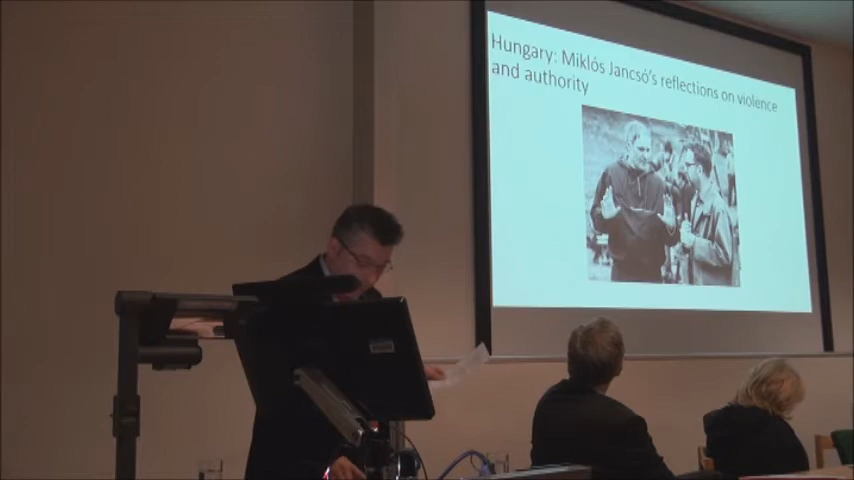 Hungary: Miklós Jancsó's reflections on violence
and authority